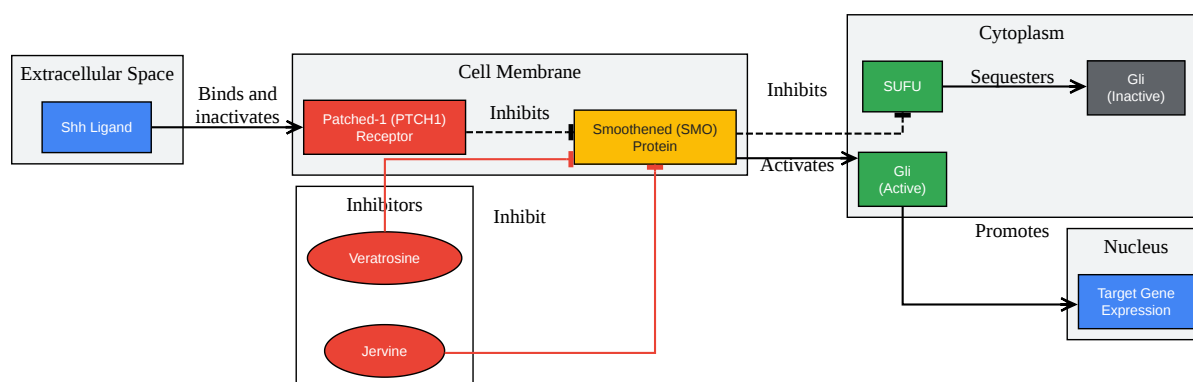 Extracellular Space
Shh Ligand
Binds and
inactivates
Cell Membrane
Patched-1 (PTCH1)
Receptor
Inhibits
Smoothened (SMO)
Protein
Inhibits
Activates
Cytoplasm
SUFU
Sequesters
Gli
(Inactive)
Gli
(Active)
Promotes
Nucleus
Target Gene
Expression
Inhibitors
Inhibit
Veratrosine
Jervine